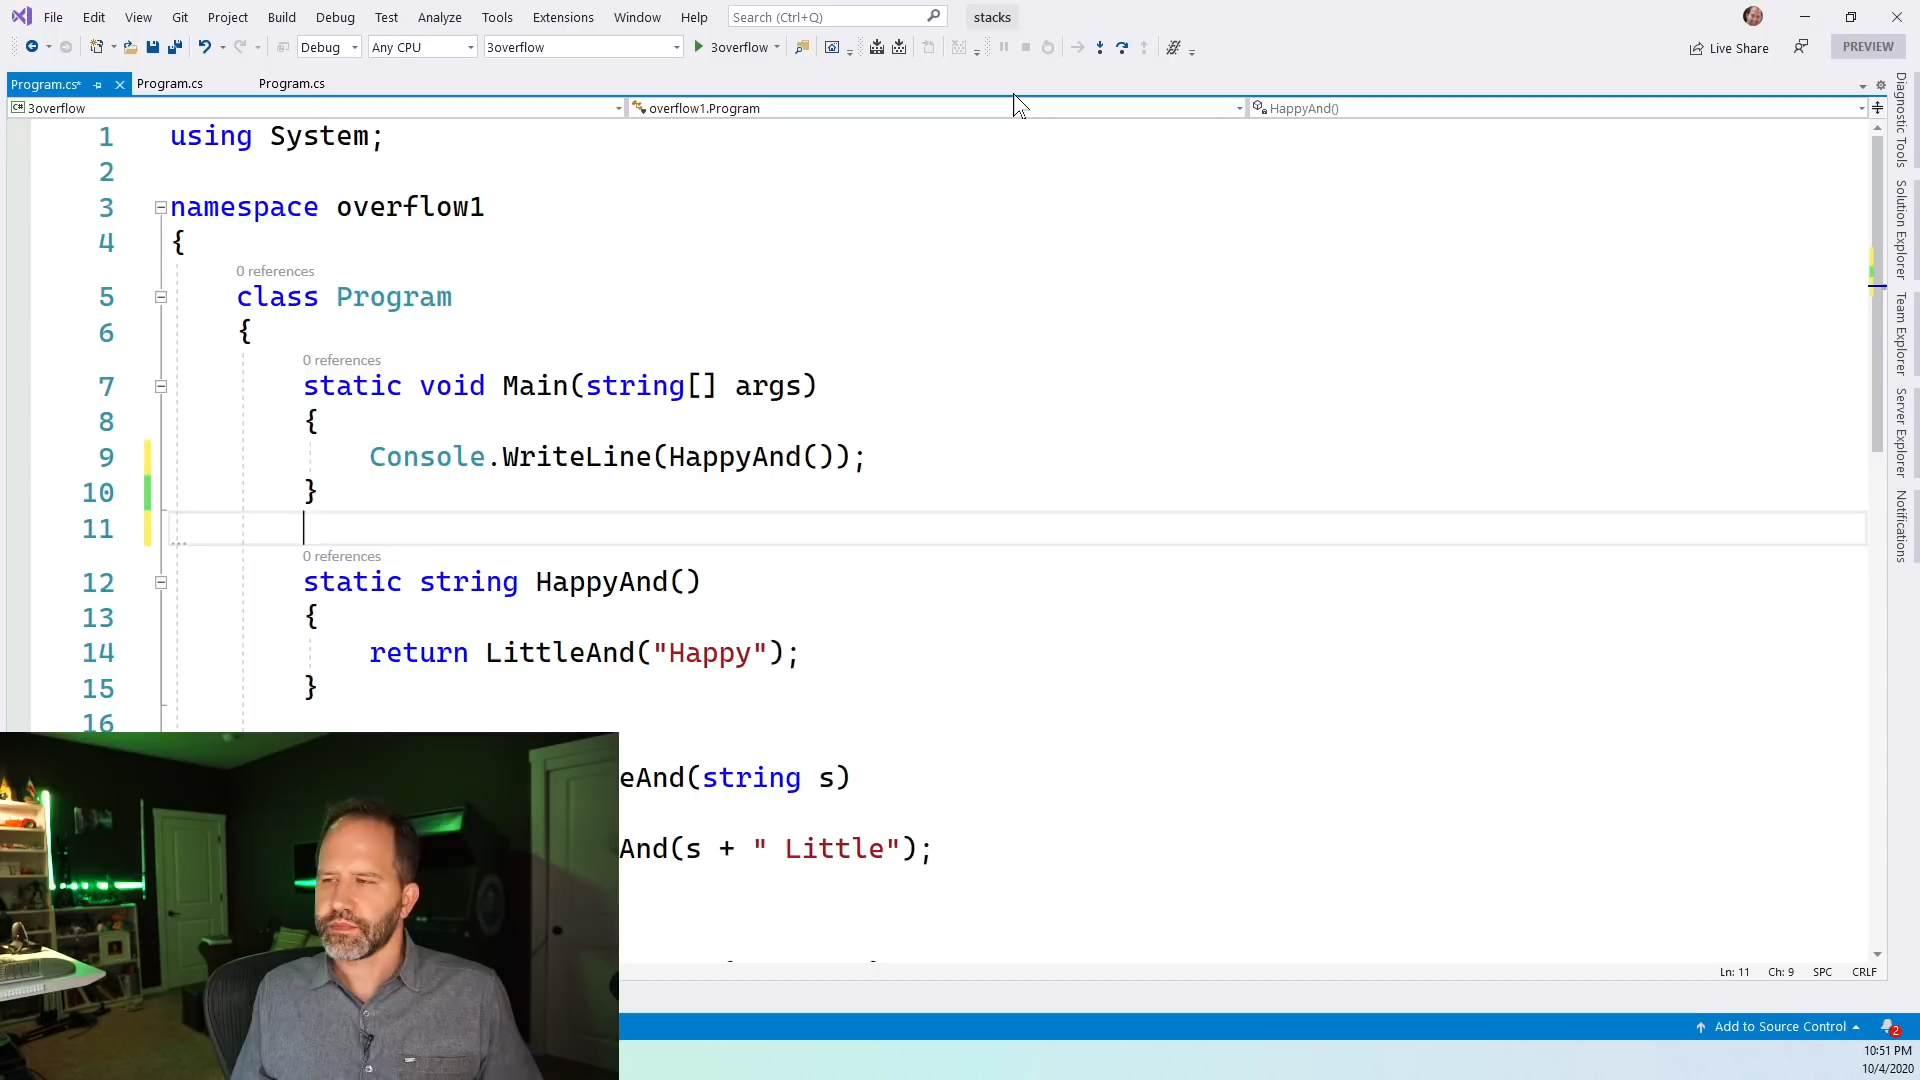 File Edit View Git Project Build Debug Test Analyze Tools Extensions Window Help Search (Ctrl+Q) stacks
Debug Any CPU 3overflow 3overflow Live Share PREVIEW
Program.cs* Program.cs Program.cs
3overflow overflow1.Program HappyAnd()
1 using System;
2
3 namespace overflow1
4 {
0 references
5 class Program
6 {
0 references
7 static void Main(string[] args)
8 {
9 Console.WriteLine(HappyAnd());
10 }
11
0 references
12 static string HappyAnd()
13 {
14 return LittleAnd("Happy");
15 }
16
eAnd(string s)
And(s + " Little");
Diagnostic Tools
Solution Explorer
Team Explorer
Server Explorer
Notifications
Ln: 11 Ch: 9 SPC CRLF
Add to Source Control 2
10:51 PM
10/4/2020